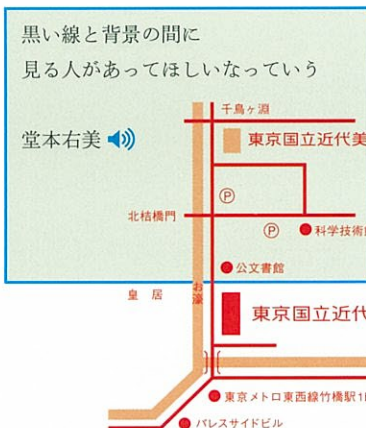 黒い線と背景の間に
見る人があってほしいなっていう
堂本右美
千鳥ヶ淵
東京国立近代美
Ⓟ
北桔橋門
Ⓟ
科学技術館
公文書館
皇居
お濠
東京国立近代
東京メトロ東西線竹橋駅1b
パレスサイドビル